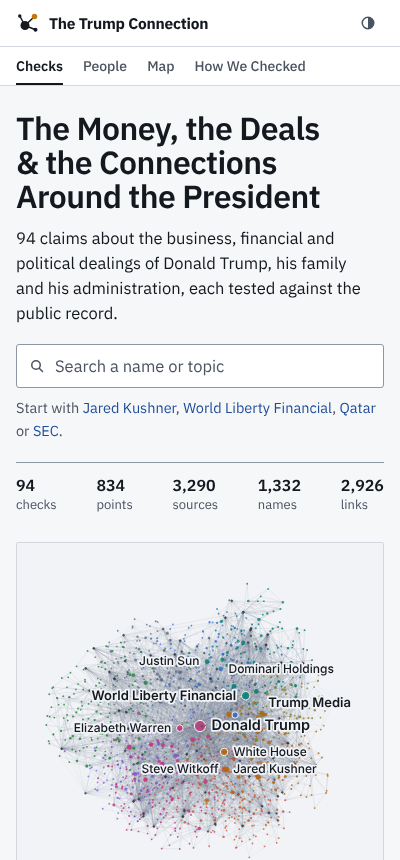 The Trump Connection
Checks People Map How We Checked
The Money, the Deals
& the Connections
Around the President
94 claims about the business, financial and
political dealings of Donald Trump, his family
and his administration, each tested against the
public record.
Search a name or topic
Start with Jared Kushner, World Liberty Financial, Qatar
or SEC.
94 834 3,290 1,332 2,926
checks points sources names links
Justin Sun
Dominari Holdings
World Liberty Financial
Trump Media
Elizabeth Warren
Donald Trump
White House
Steve Witkoff
Jared Kushner